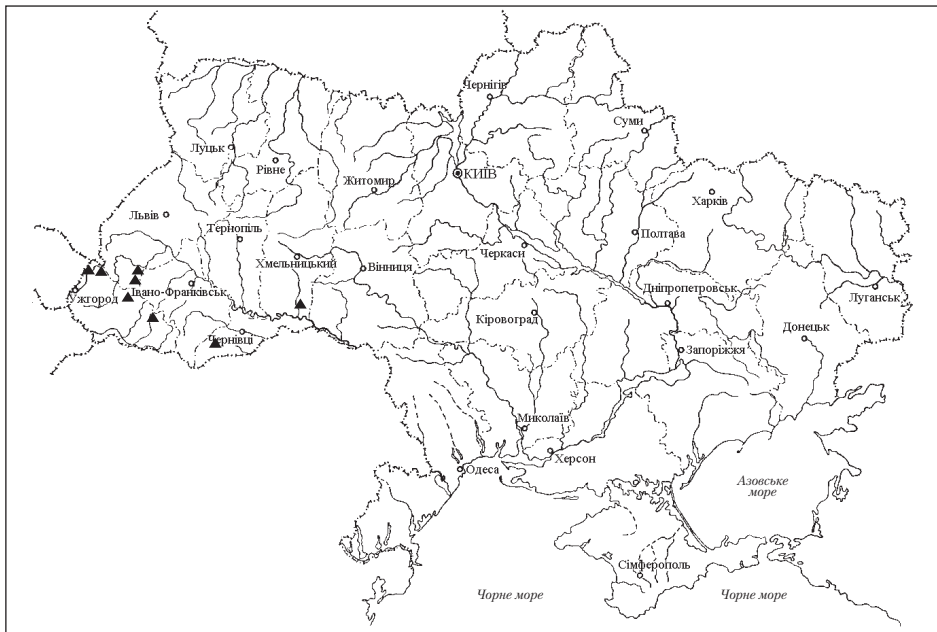 Чернігів
Суми
Луцьк
Рівне
Житомир
КИЇВ
Харків
Львів
Тернопіль
Полтава
Черкаси
Хмельницький
Вінниця
Ужгород
Івано-Франківськ
Дніпропетровськ
Луганськ
Кіровоград
Донецьк
Чернівці
Запоріжжя
Миколаїв
Херсон
Одеса
Азовське
море
Сімферополь
Чорне море
Чорне море